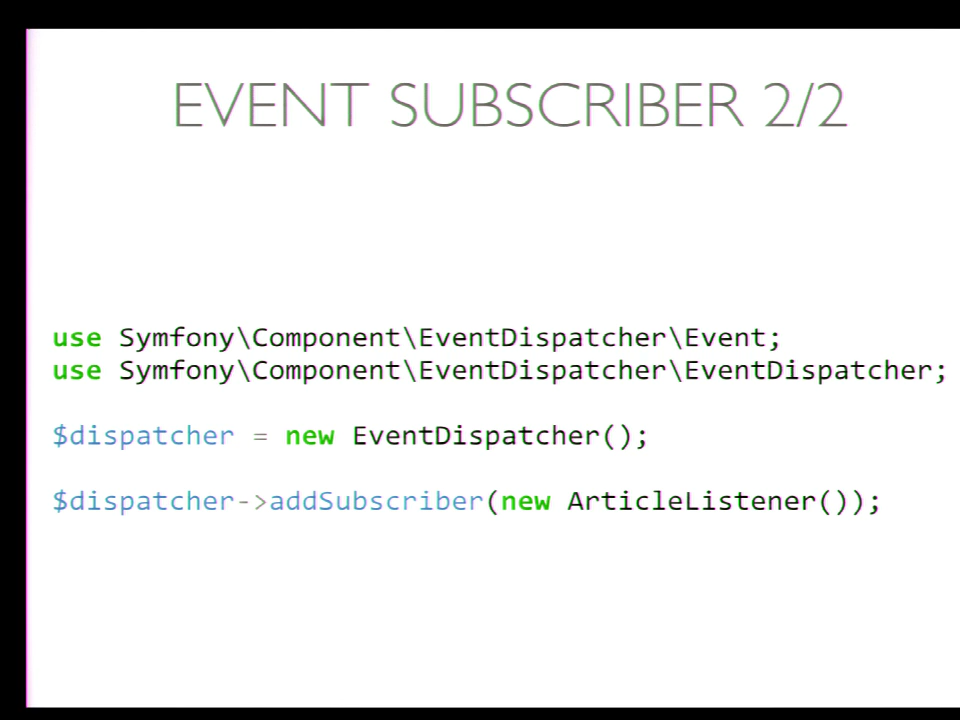 EVENT SUBSCRIBER 2/2
use Symfony\Component\EventDispatcher\Event;
use Symfony\Component\EventDispatcher\EventDispatcher;
$dispatcher = new EventDispatcher();
$dispatcher->addSubscriber(new ArticleListener());